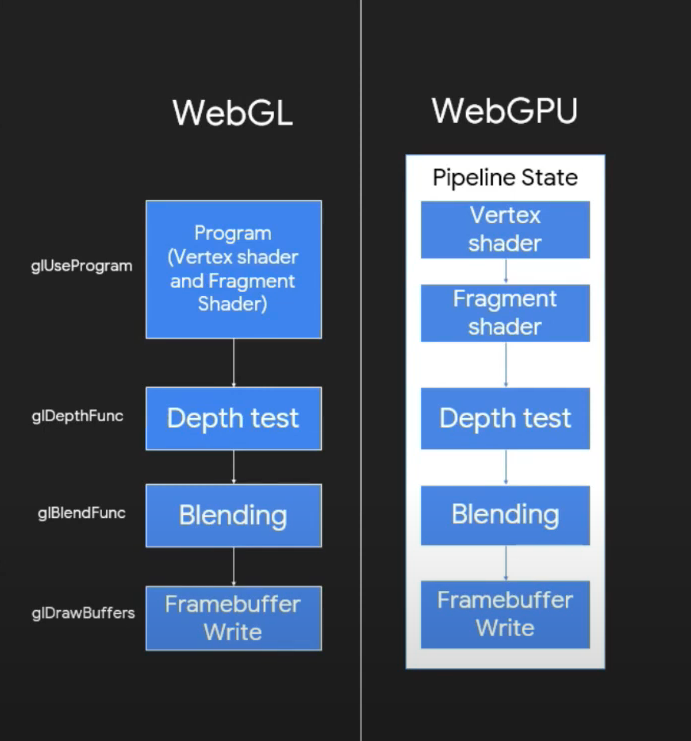 WebGL
glUseProgram
Program
(Vertex shader
and Fragment
Shader)
glDepthFunc
Depth test
glBlendFunc
Blending
glDrawBuffers
Framebuffer
Write
WebGPU
Pipeline State
Vertex
shader
Fragment
shader
Depth test
Blending
Framebuffer
Write